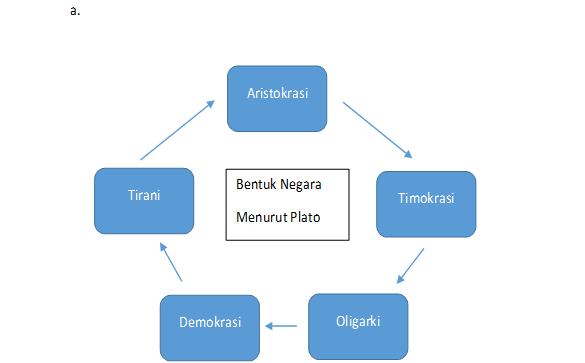 a.
Aristokrasi
Timokrasi
Oligarki
Demokrasi
Tirani
Bentuk Negara
Menurut Plato